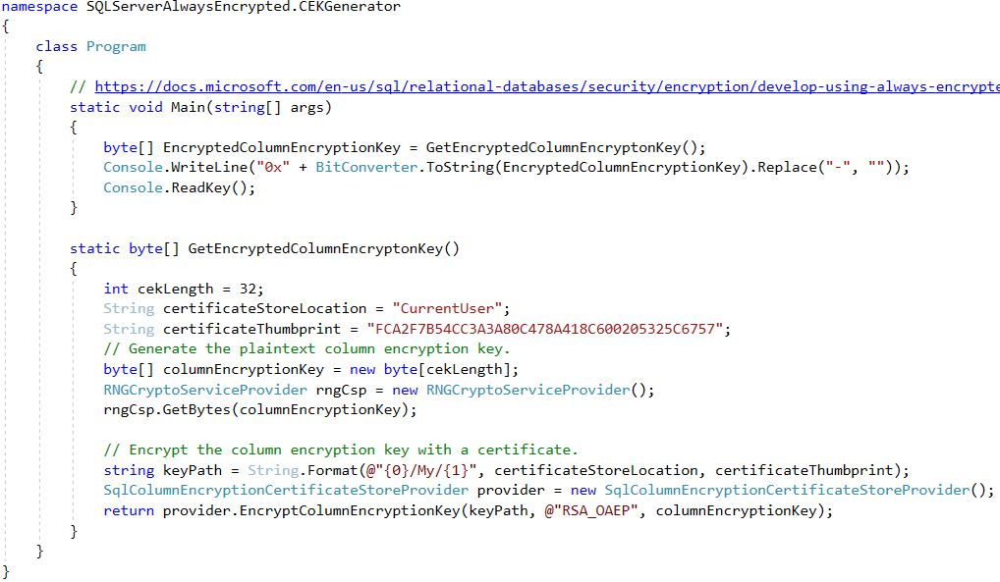 namespace SQLServerAlwaysEncrypted.CEKGenerator
{
    class Program
    {
        // https://docs.microsoft.com/en-us/sql/relational-databases/security/encryption/develop-using-always-encrypte
        static void Main(string[] args)
        {
            byte[] EncryptedColumnEncryptionKey = GetEncryptedColumnEncryptonKey();
            Console.WriteLine("0x" + BitConverter.ToString(EncryptedColumnEncryptionKey).Replace("-", ""));
            Console.ReadKey();
        }

        static byte[] GetEncryptedColumnEncryptonKey()
        {
            int cekLength = 32;
            String certificateStoreLocation = "CurrentUser";
            String certificateThumbprint = "FCA2F7B54CC3A3A80C478A418C600205325C6757";
            // Generate the plaintext column encryption key.
            byte[] columnEncryptionKey = new byte[cekLength];
            RNGCryptoServiceProvider rngCsp = new RNGCryptoServiceProvider();
            rngCsp.GetBytes(columnEncryptionKey);

            // Encrypt the column encryption key with a certificate.
            string keyPath = String.Format(@"{0}/My/{1}", certificateStoreLocation, certificateThumbprint);
            SqlColumnEncryptionCertificateStoreProvider provider = new SqlColumnEncryptionCertificateStoreProvider();
            return provider.EncryptColumnEncryptionKey(keyPath, @"RSA_OAEP", columnEncryptionKey);
        }
    }
}